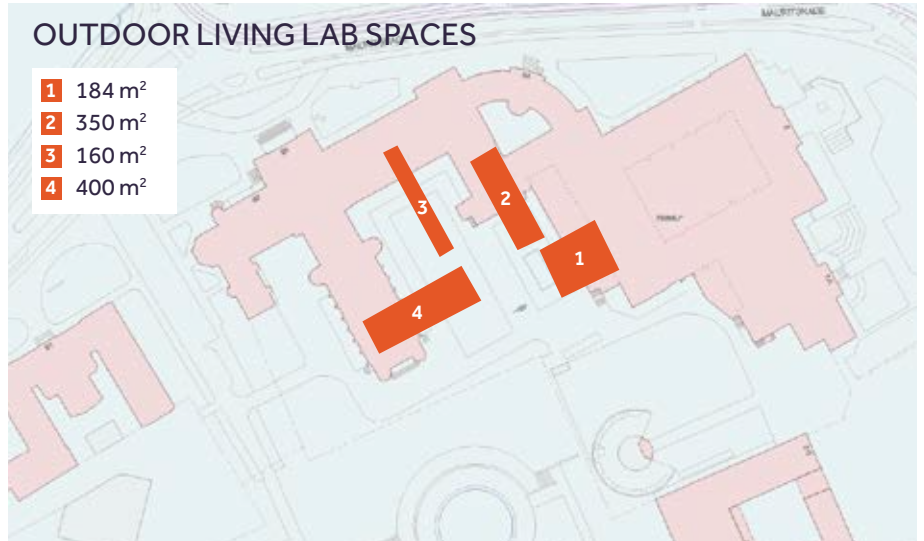 OUTDOOR LIVING LAB SPACES
1 184 m²
2 350 m²
3 160 m²
4 400 m²
3
2
1
4